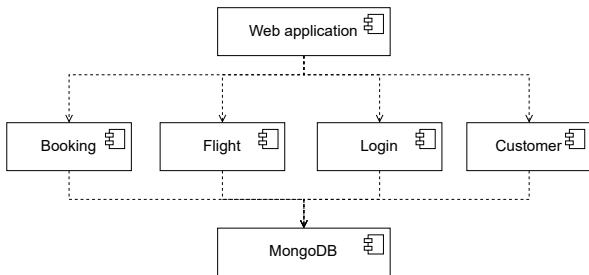 Web application
Booking
Flight
Login
Customer
MongoDB